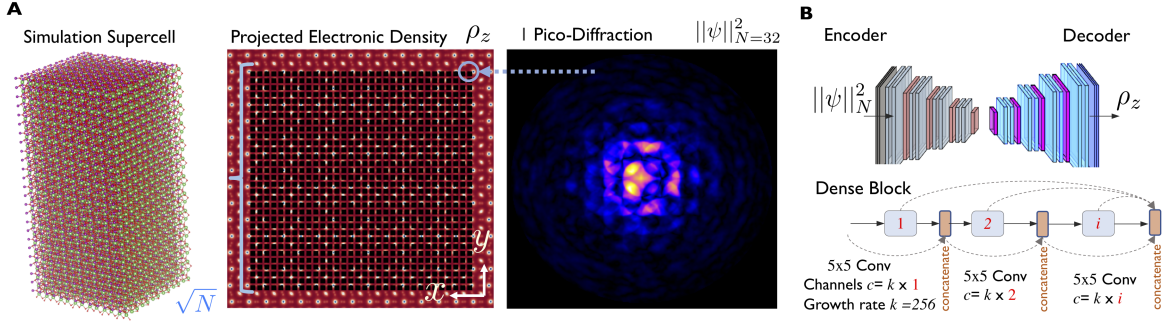 A
Simulation Supercell
√N
Projected Electronic Density ρz
y
x
1 Pico-Diffraction ||ψ||²N=32
B
Encoder
Decoder
||ψ||²N
ρz
Dense Block
1
2
i
concatenate
concatenate
concatenate
5x5 Conv
Channels c= k x 1
Growth rate k =256
5x5 Conv
c= k x 2
5x5 Conv
c= k x i